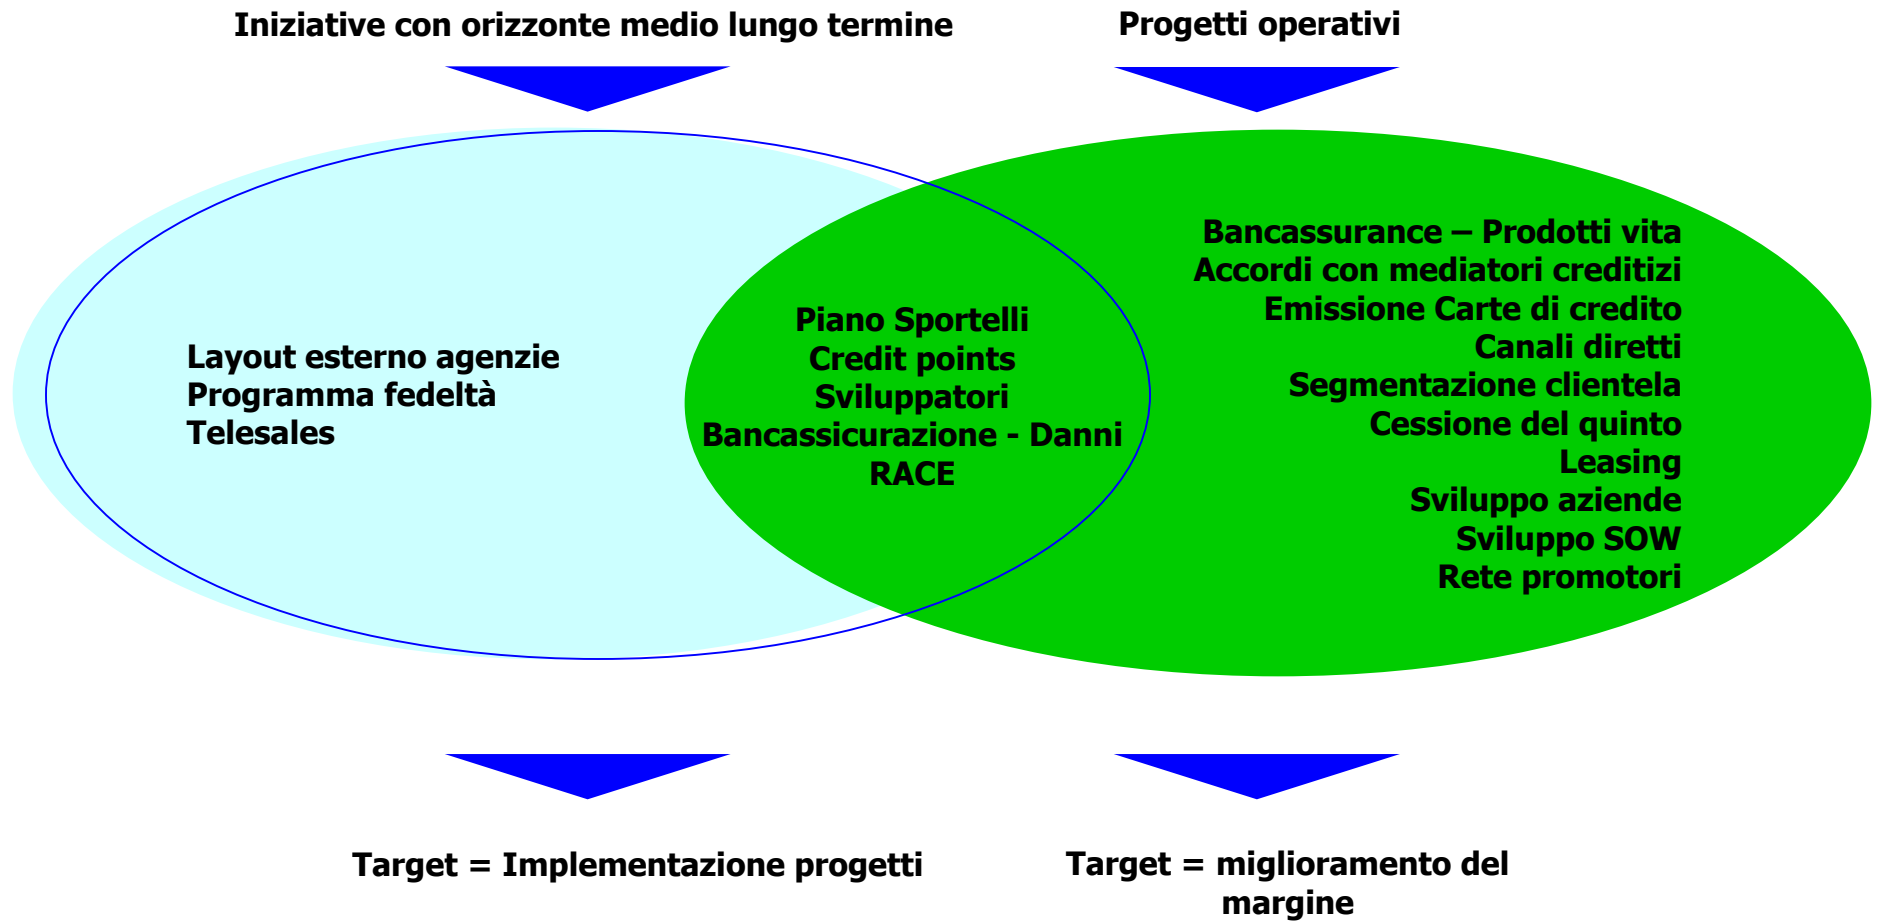 Iniziative con orizzonte medio lungo termine
Progetti operativi
Layout esterno agenzie
Programma fedeltà
Telesales
Piano Sportelli
Credit points
Sviluppatori
Bancassicurazione - Danni
RACE
Bancassurance – Prodotti vita
Accordi con mediatori creditizi
Emissione Carte di credito
Canali diretti
Segmentazione clientela
Cessione del quinto
Leasing
Sviluppo aziende
Sviluppo SOW
Rete promotori
Target = Implementazione progetti
Target = miglioramento del
margine